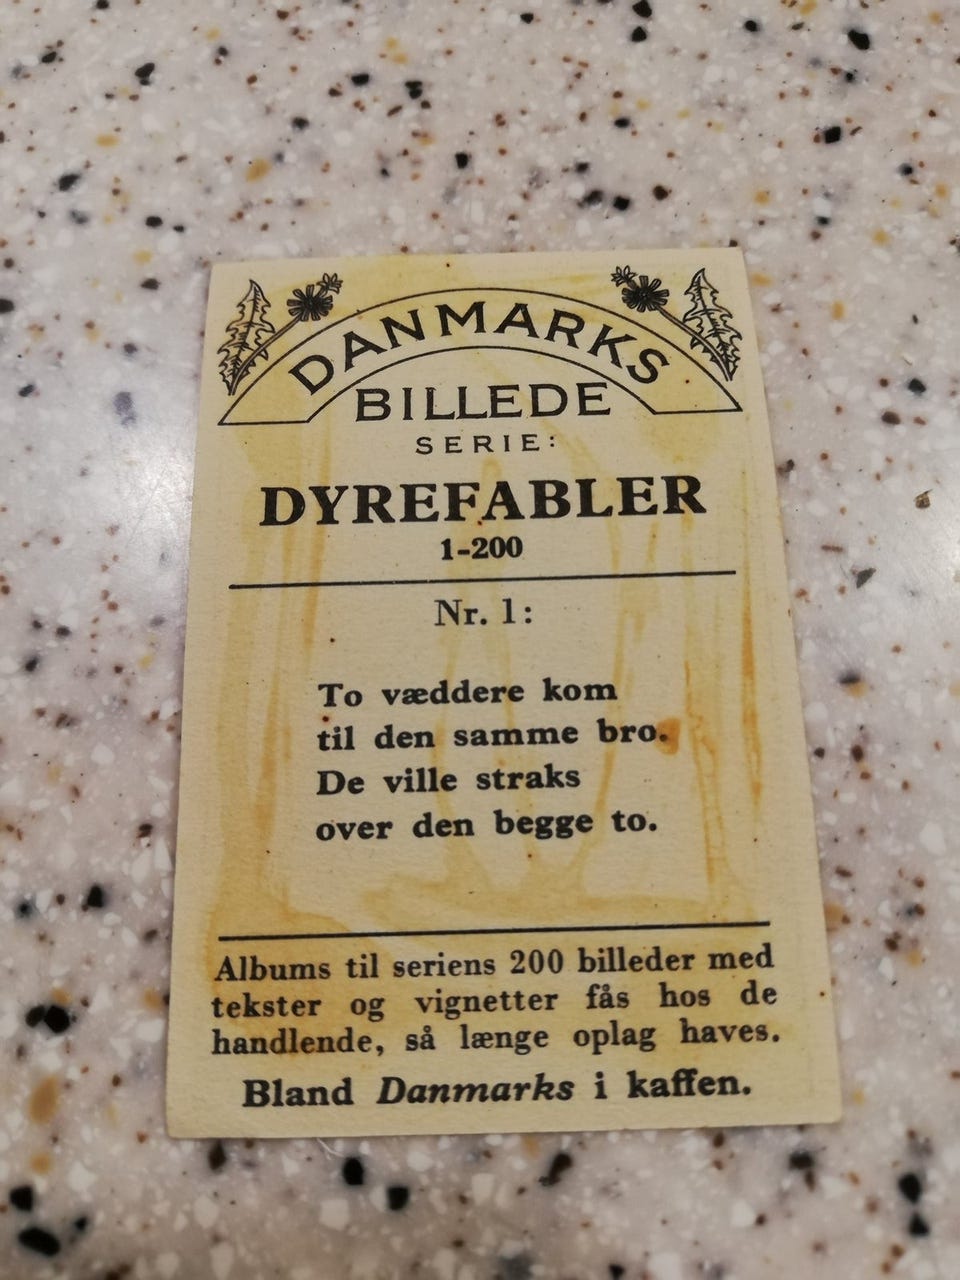 DANMARKS
BILLEDE
SERIE:
DYREFABLER
1-200
Nr. 1:
To væddere kom
til den samme bro.
De ville straks
over den begge to.
Albums til seriens 200 billeder med
tekster og vignetter fås hos de
handlende, så længe oplag haves.
Bland Danmarks i kaffen.